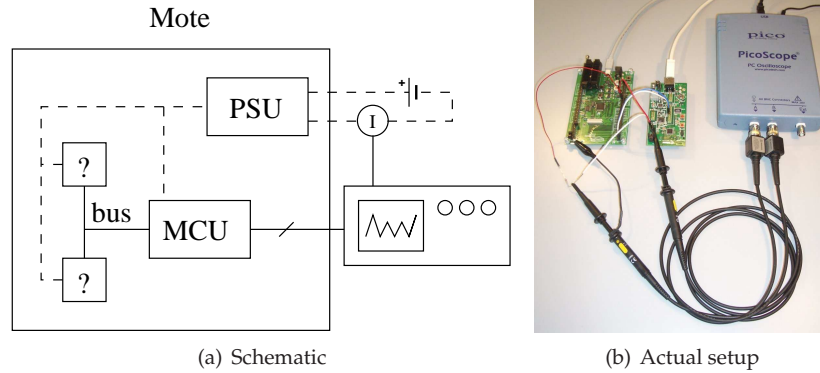 Mote
PSU
+
I
?
bus
MCU
?
(a) Schematic
pico
PicoScope
PC Oscilloscope
(b) Actual setup